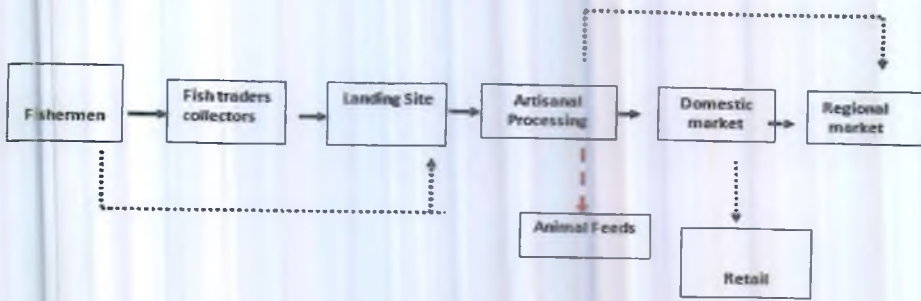 Fishermen
Fish traders
collectors
Landing Site
Artisanal
Processing
Domestic
market
Regional
market
Animal Feeds
Retail